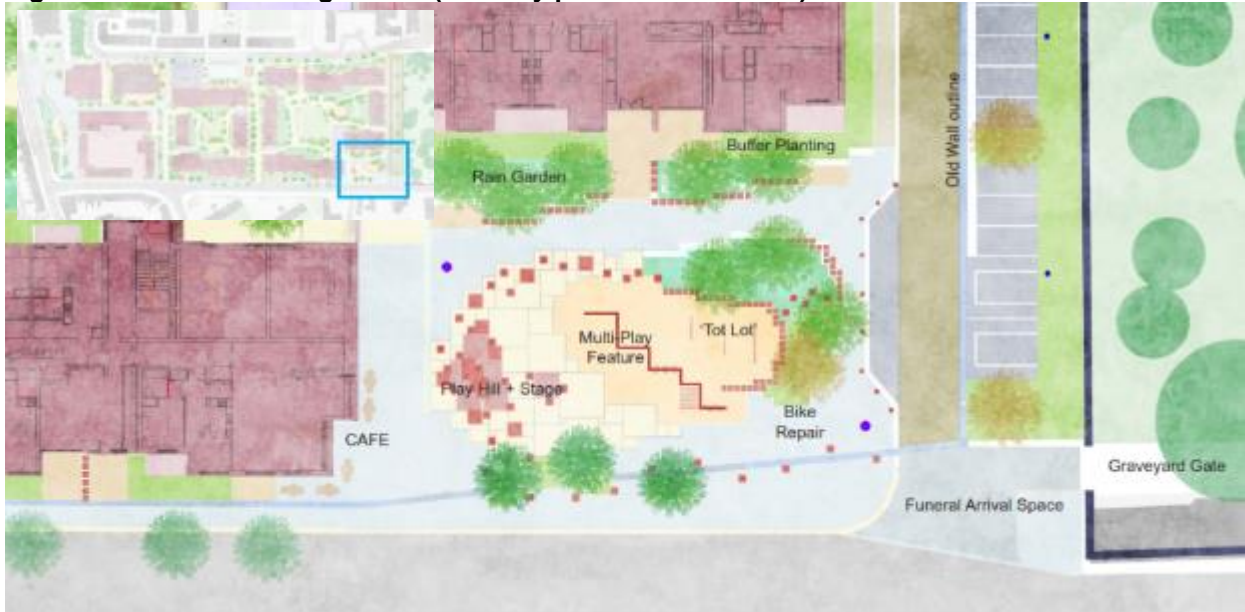 Old Wall outline
Buffer Planting
Rain Garden
'Tot Lot'
Multi-Play
Feature
Play Hill + Stage
CAFE
Bike
Repair
Graveyard Gate
Funeral Arrival Space